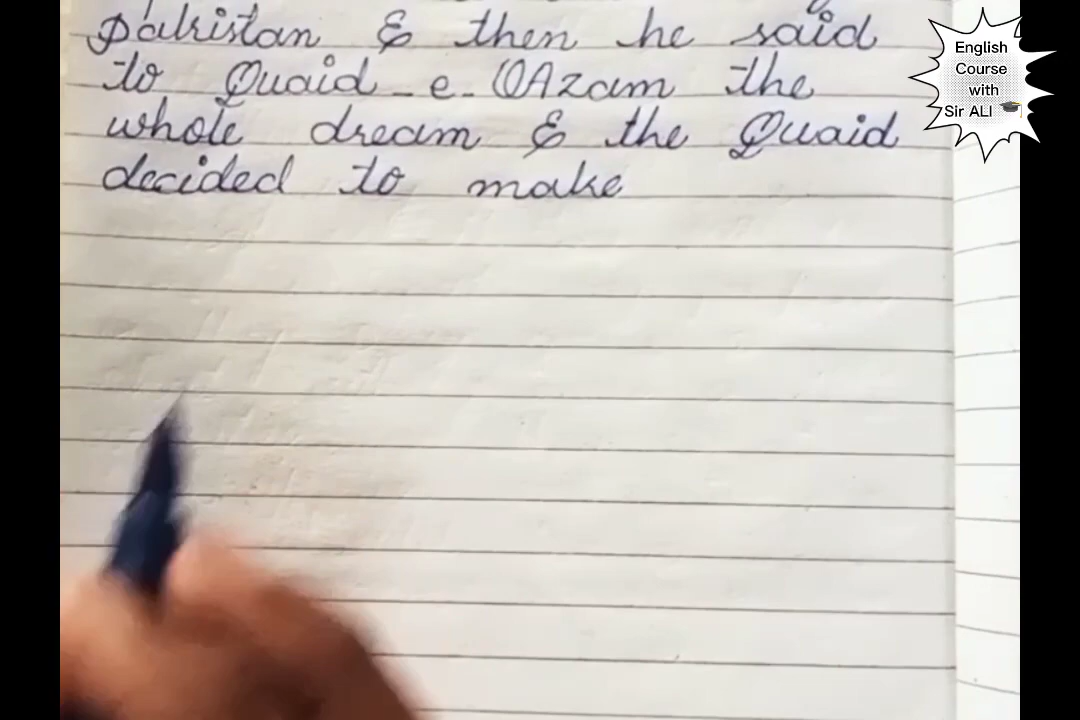 Pakistan & then he said
to Quaid-e-Azam the
whole dream & the Quaid
decided to make
English
Course
with
Sir ALI